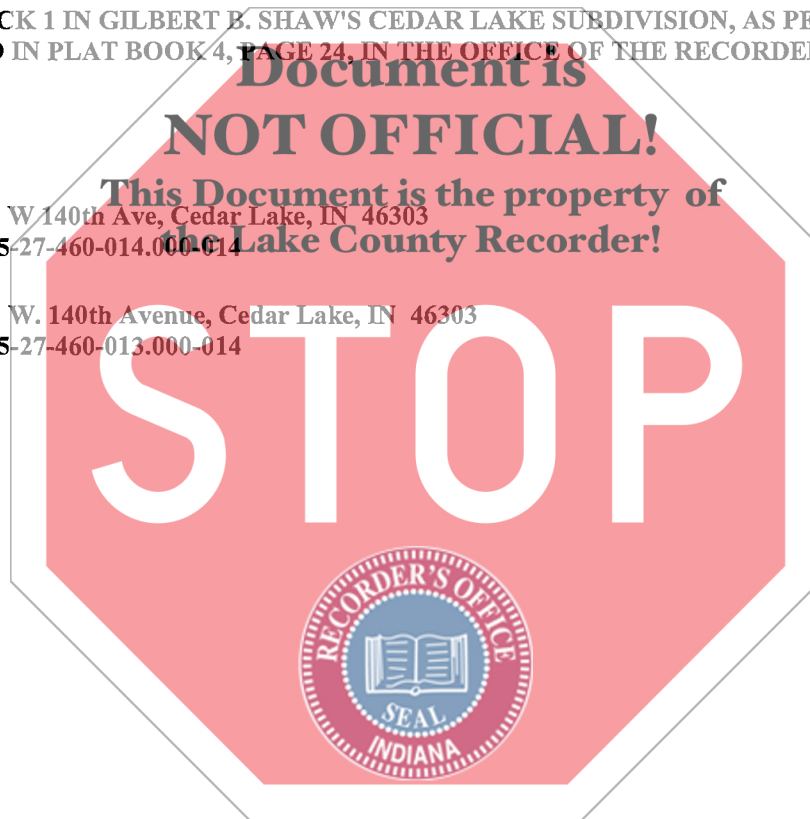 CK 1 IN GILBERT B. SHAW'S CEDAR LAKE SUBDIVISION, AS PE
IN PLAT BOOK 4, PAGE 24, IN THE OFFICE OF THE RECORDER
Document is
NOT OFFICIAL!
This Document is the property of
W 140th Ave, Cedar Lake, IN 46303
the Lake County Recorder!
5-27-460-014.000-014
W. 140th Avenue, Cedar Lake, IN 46303
5-27-460-013.000-014
STOP
RECORDER'S OFFICE
SEAL
INDIANA